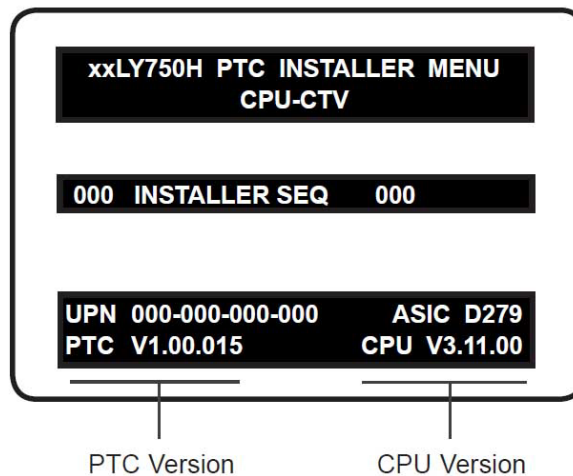 xxLY750H PTC INSTALLER MENU
CPU-CTV
000 INSTALLER SEQ 000
UPN 000-000-000-000 ASIC D279
PTC V1.00.015 CPU V3.11.00
PTC Version CPU Version